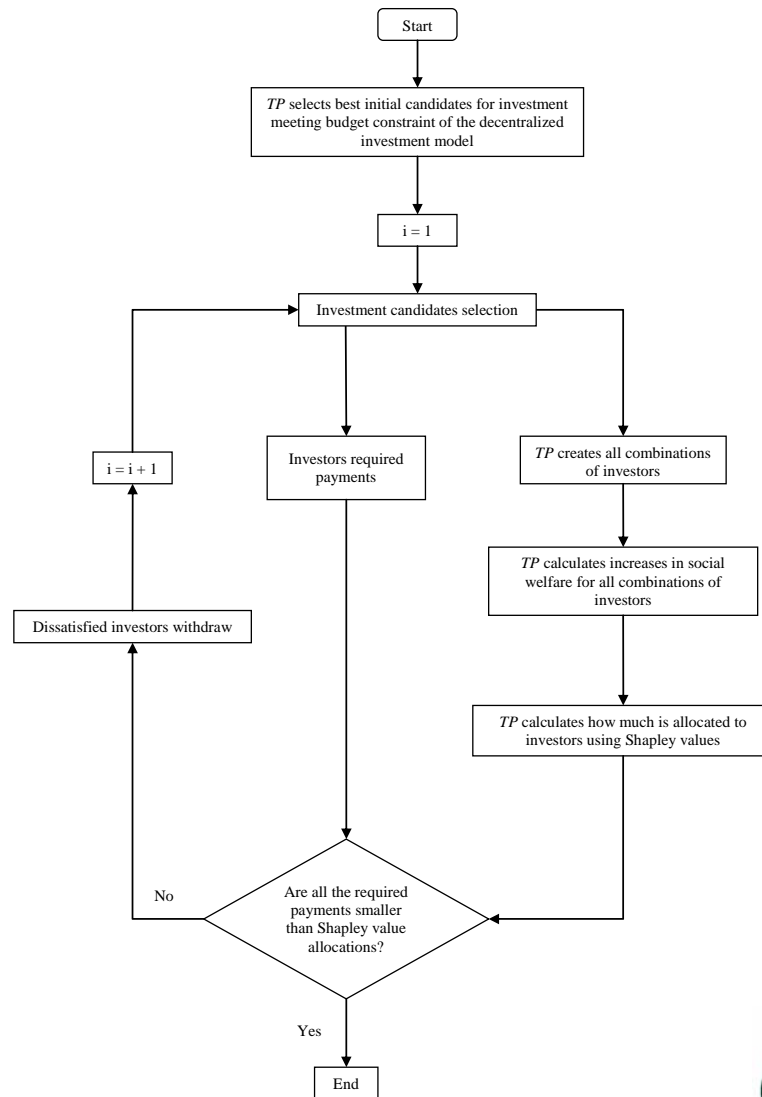 Start
TP selects best initial candidates for investment
meeting budget constraint of the decentralized
investment model
i = 1
Investment candidates selection
i = i + 1
Investors required
payments
TP creates all combinations
of investors
TP calculates increases in social
welfare for all combinations of
investors
Dissatisfied investors withdraw
TP calculates how much is allocated to
investors using Shapley values
Are all the required
payments smaller
than Shapley value
allocations?
No
Yes
End